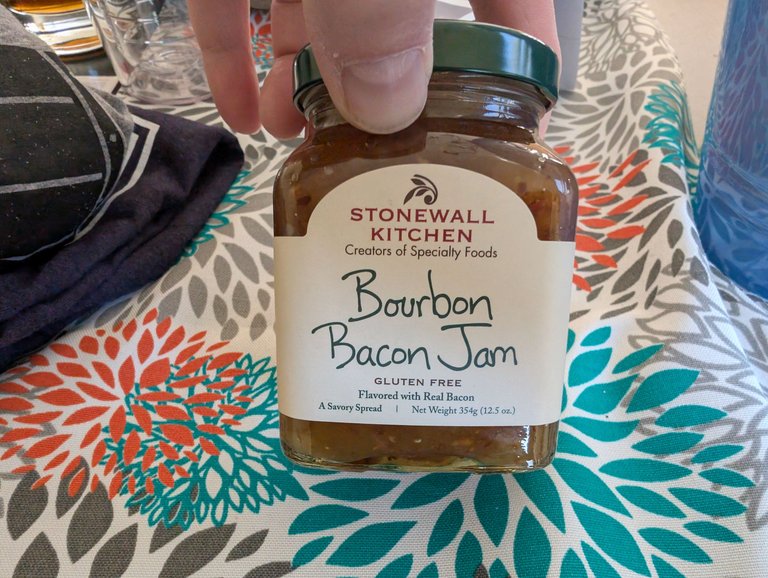 STONEWALL
KITCHEN
Creators of Specialty Foods
Bourbon
Bacon Jam
GLUTEN FREE
Flavored with Real Bacon
A Savory Spread | Net Weight 354g (12.5 oz.)